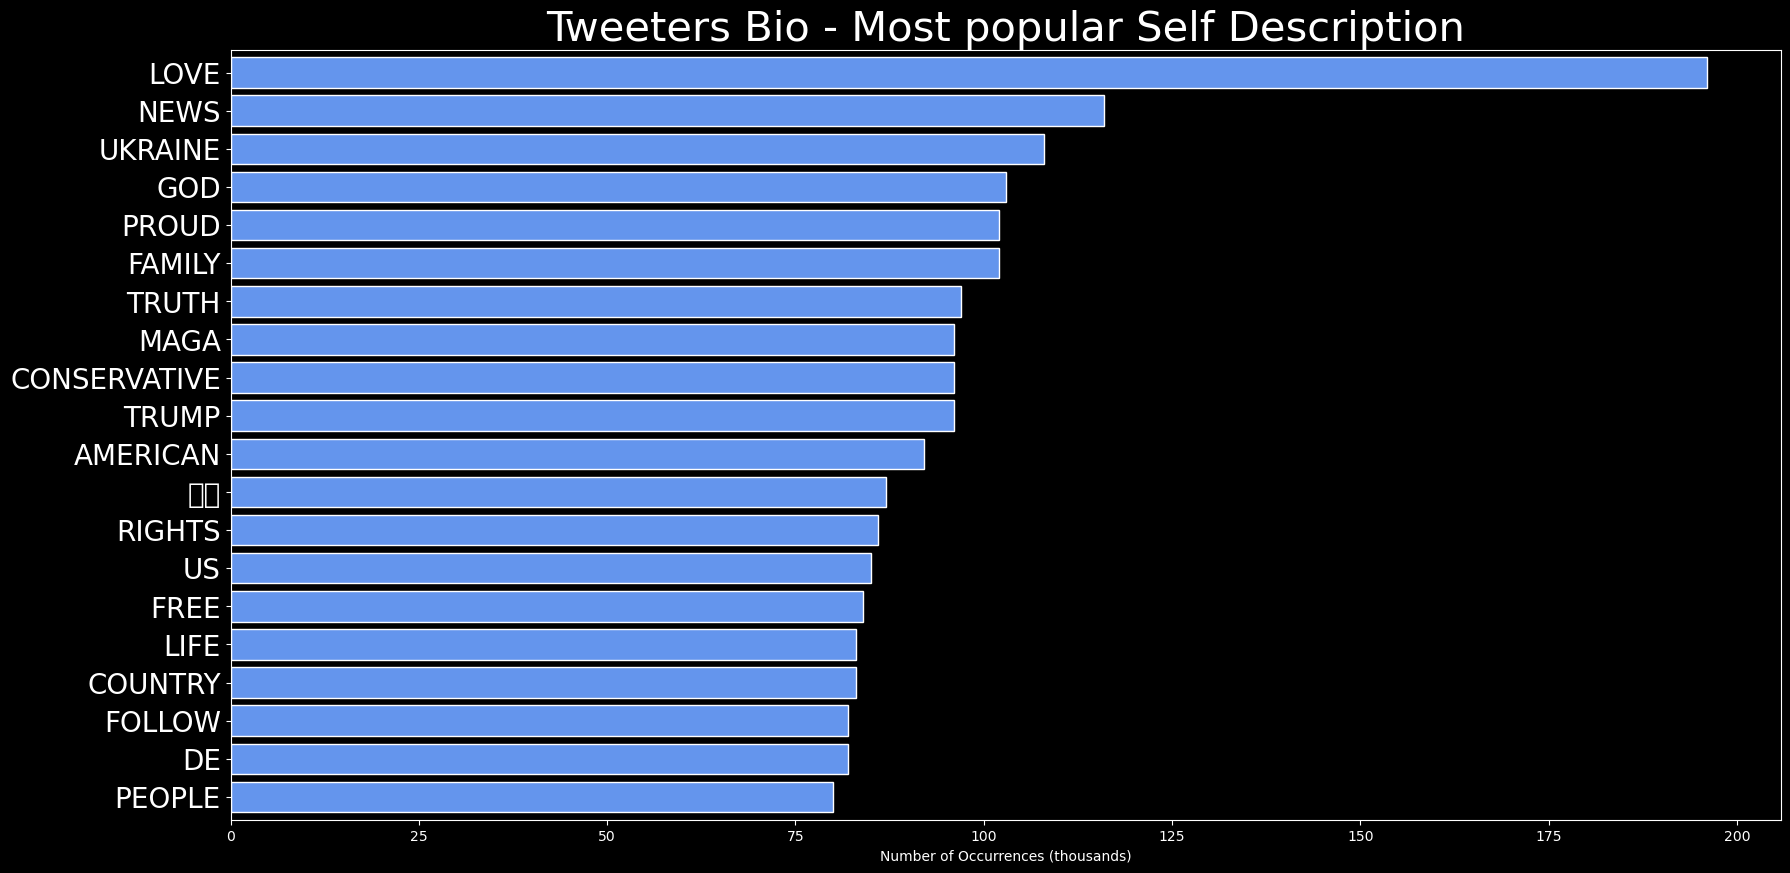 Tweeters Bio - Most popular Self Description
LOVE
NEWS
UKRAINE
GOD
PROUD
FAMILY
TRUTH
MAGA
CONSERVATIVE
TRUMP
AMERICAN
RIGHTS
US
FREE
LIFE
COUNTRY
FOLLOW
DE
PEOPLE
0 25 50 75 100 125 150 175 200
Number of Occurrences (thousands)